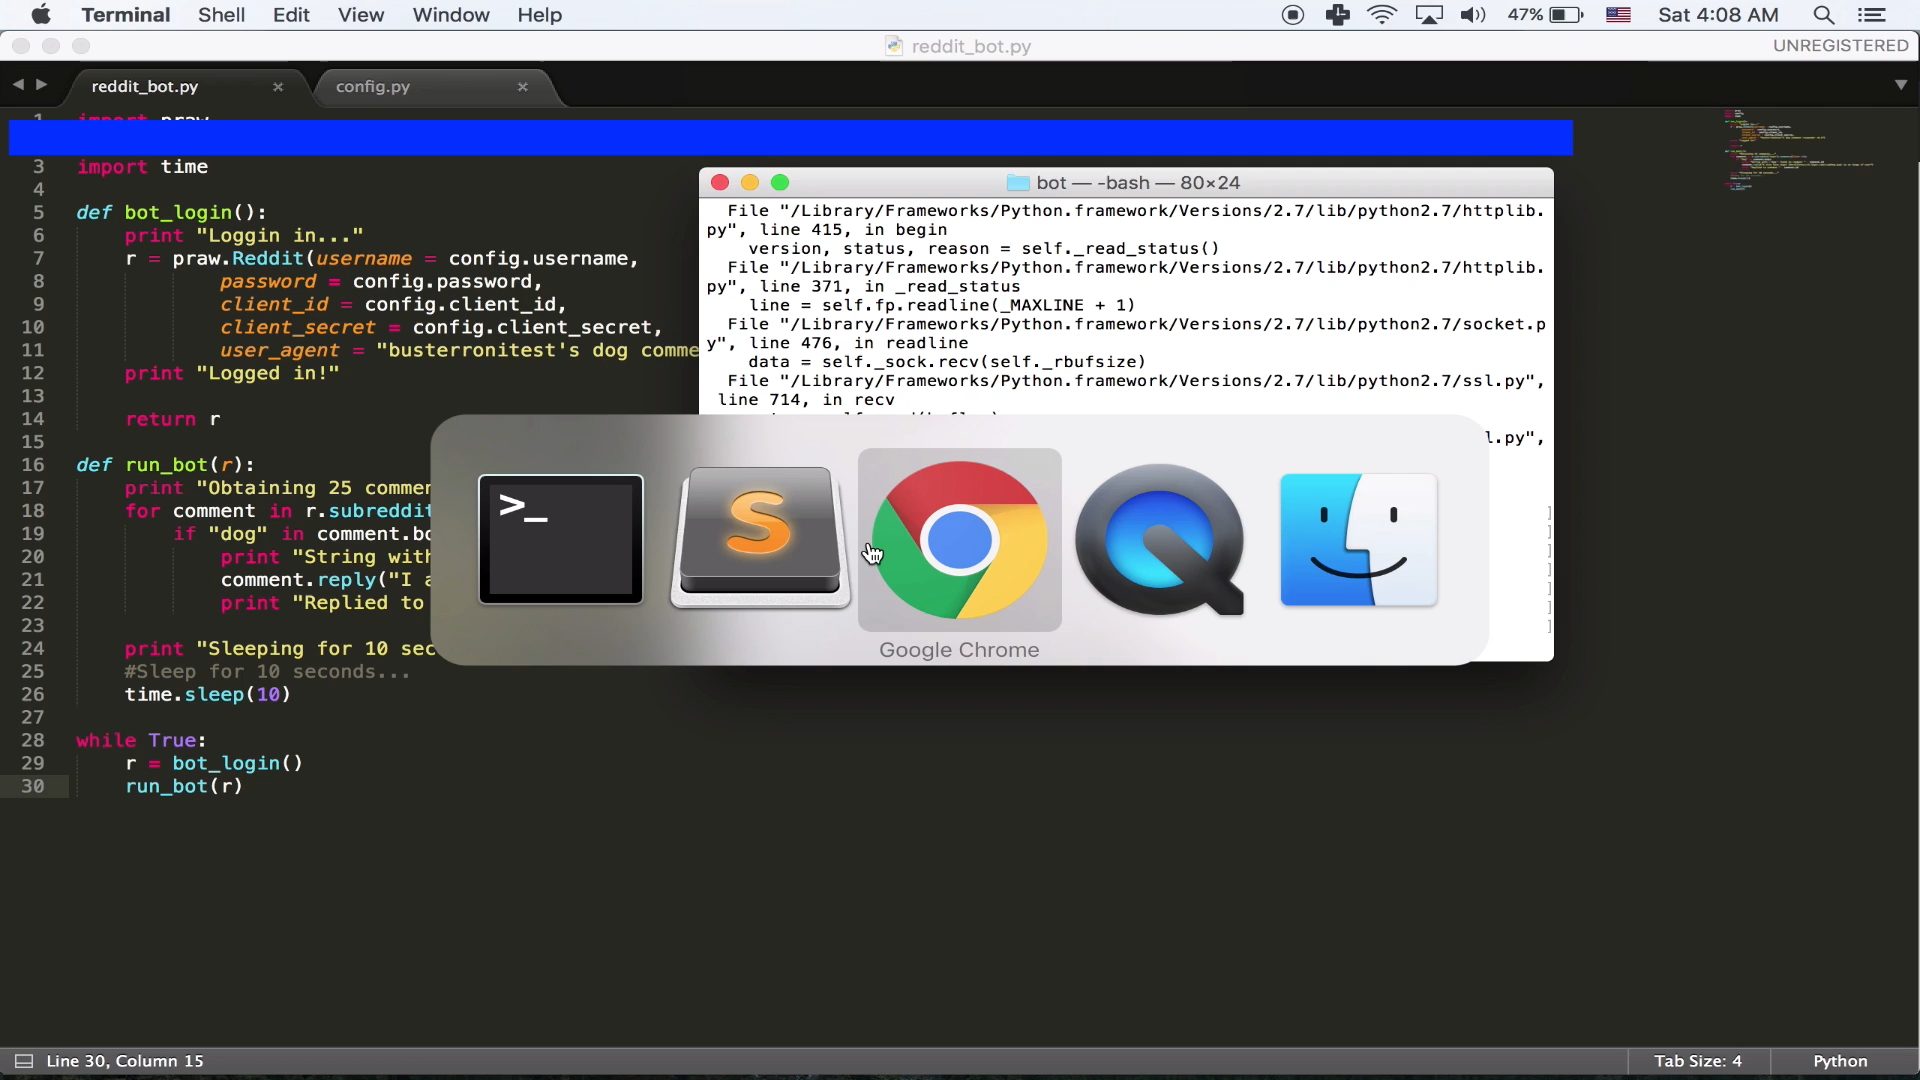 Terminal Shell Edit View Window Help 47% Sat 4:08 AM
reddit_bot.py UNREGISTERED
reddit_bot.py config.py
1 import praw
3 import time
4
5 def bot_login():
6 print "Loggin in..."
7 r = praw.Reddit(username = config.username,
8 password = config.password,
9 client_id = config.client_id,
10 client_secret = config.client_secret,
11 user_agent = "busterronitest's dog comme
12 print "Logged in!"
13
14 return r
15
16 def run_bot(r):
17 print "Obtaining 25 commen
18 for comment in r.subreddit
19 if "dog" in comment.bo
20 print "String with
21 comment.reply("I a
22 print "Replied to
23
24 print "Sleeping for 10 sec
25 #Sleep for 10 seconds...
26 time.sleep(10)
27
28 while True:
29 r = bot_login()
30 run_bot(r)
bot — -bash — 80×24
File "/Library/Frameworks/Python.framework/Versions/2.7/lib/python2.7/httplib.
py", line 415, in begin
version, status, reason = self._read_status()
File "/Library/Frameworks/Python.framework/Versions/2.7/lib/python2.7/httplib.
py", line 371, in _read_status
line = self.fp.readline(_MAXLINE + 1)
File "/Library/Frameworks/Python.framework/Versions/2.7/lib/python2.7/socket.p
y", line 476, in readline
data = self._sock.recv(self._rbufsize)
File "/Library/Frameworks/Python.framework/Versions/2.7/lib/python2.7/ssl.py",
line 714, in recv
l.py",
>_
S
Google Chrome
Line 30, Column 15 Tab Size: 4 Python